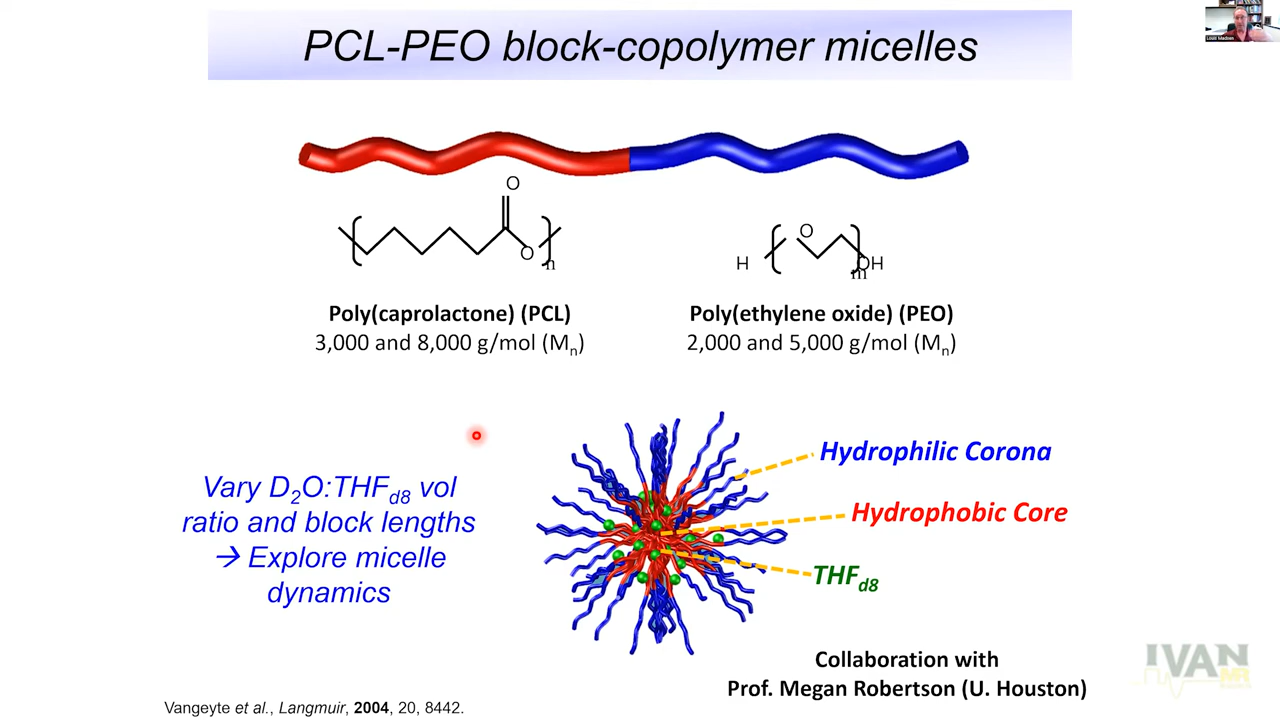 PCL-PEO block-copolymer micelles
Louis Madsen
O
O
n
H
O
m
OH
Poly(caprolactone) (PCL)
3,000 and 8,000 g/mol (Mn)
Poly(ethylene oxide) (PEO)
2,000 and 5,000 g/mol (Mn)
Vary D2O:THFd8 vol
ratio and block lengths
→ Explore micelle
dynamics
Hydrophilic Corona
Hydrophobic Core
THFd8
Collaboration with
Prof. Megan Robertson (U. Houston)
Vangeyte et al., Langmuir, 2004, 20, 8442.
IVAN
MR